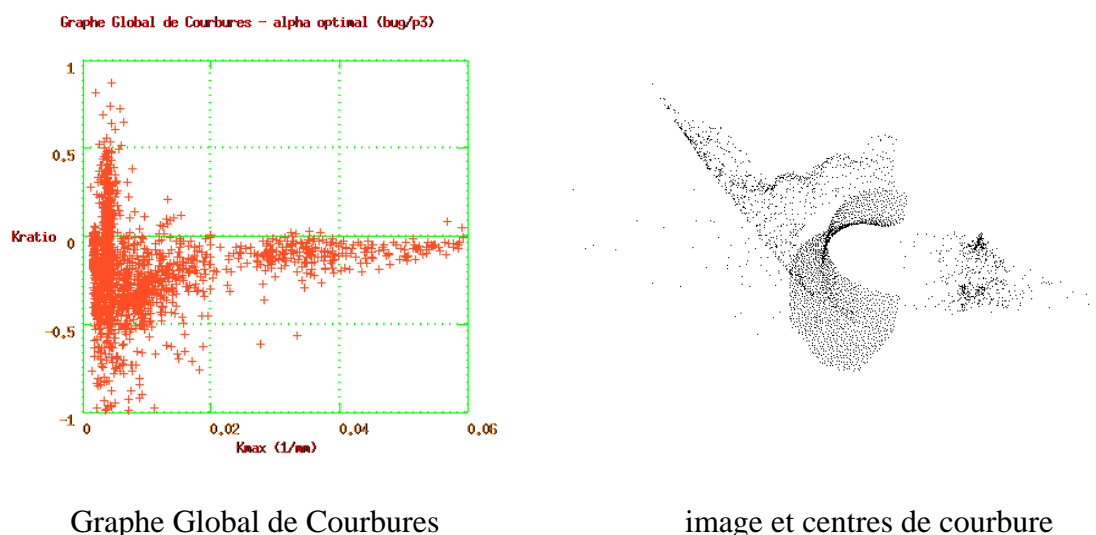 Graphe Global de Courbures - alpha optimal (bug/p3)
1
0.5
Kratio 0
-0.5
-1
0 0.02 0.04 0.06
Kmax (1/mm)
Graphe Global de Courbures
image et centres de courbure